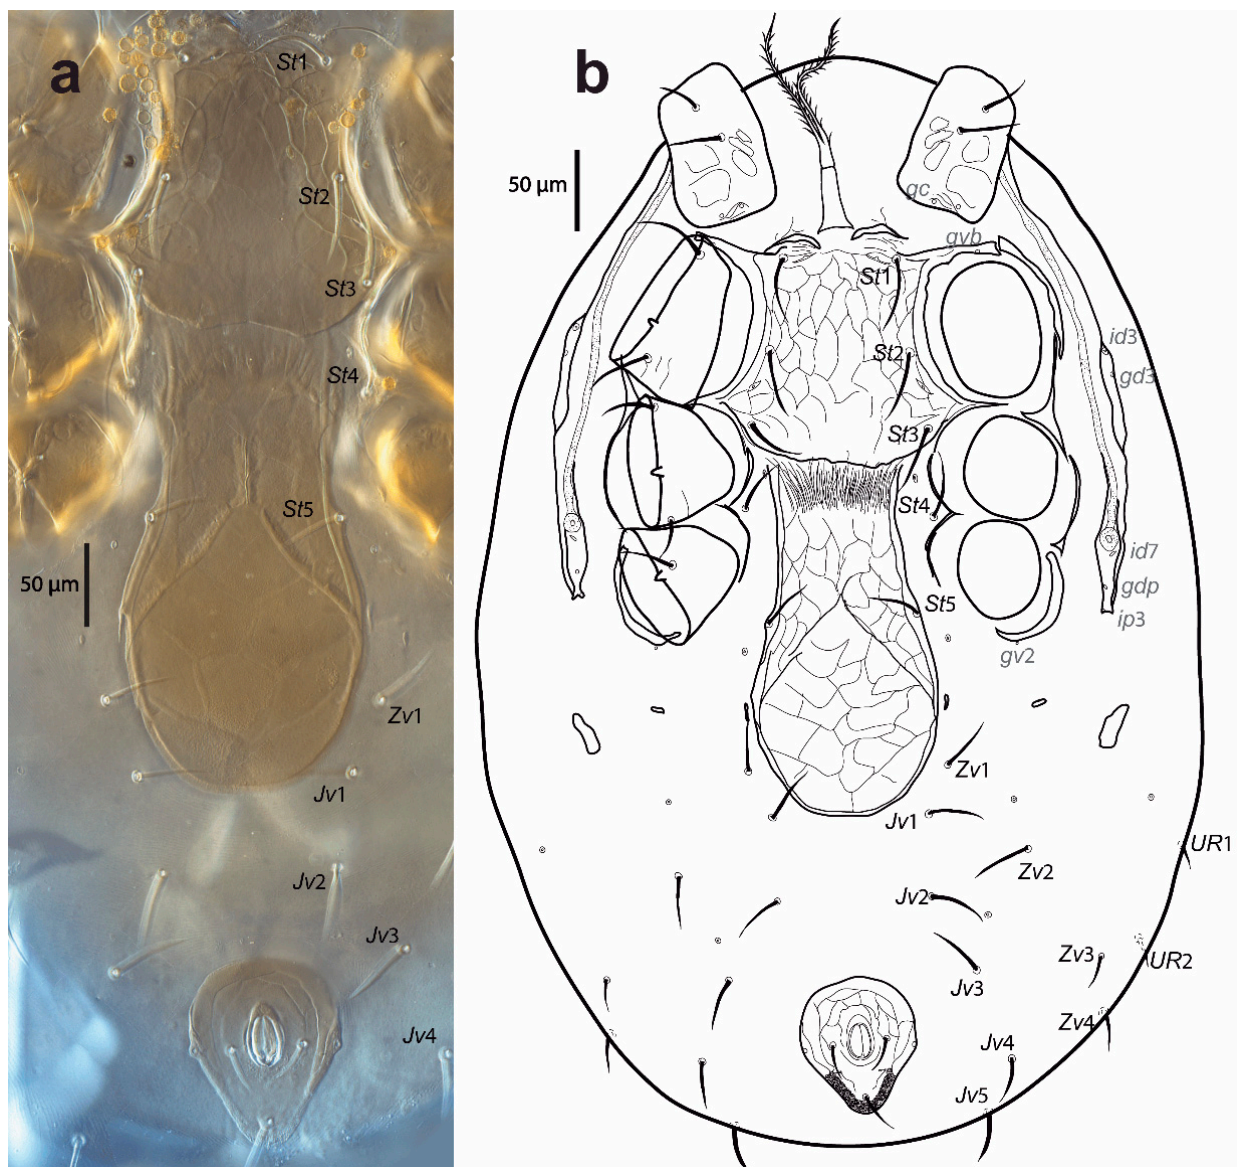 a
St1
St2
St3
St4
St5
50 µm
Zv1
Jv1
Jv2
Jv3
Jv4
b
50 µm
gc
gvb
St1
St2
id3
gd3
St3
St4
id7
gdp
St5
ip3
gv2
Zv1
Jv1
UR1
Zv2
Jv2
Zv3
UR2
Jv3
Zv4
Jv4
Jv5